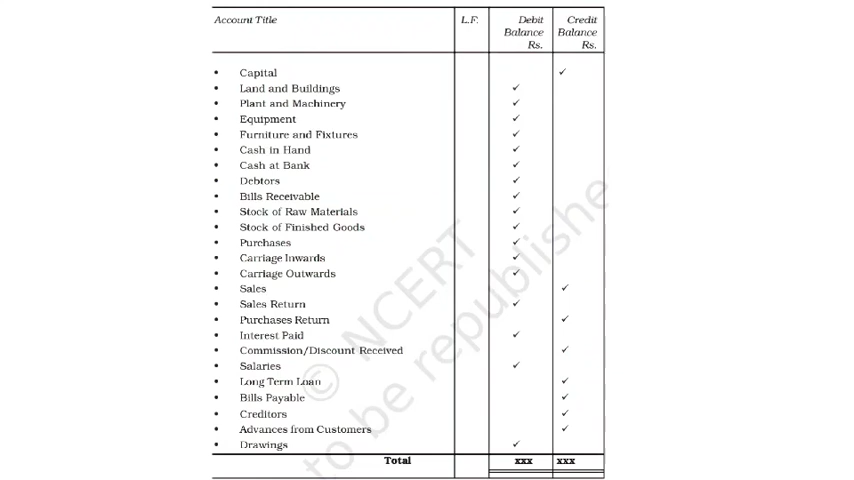 Account Title L.F. Debit Credit
Balance Balance
Rs. Rs.
• Capital ✓
• Land and Buildings ✓
• Plant and Machinery ✓
• Equipment ✓
• Furniture and Fixtures ✓
• Cash in Hand ✓
• Cash at Bank ✓
• Debtors ✓
• Bills Receivable ✓
• Stock of Raw Materials ✓
• Stock of Finished Goods ✓
• Purchases ✓
• Carriage Inwards ✓
• Carriage Outwards ✓
• Sales ✓
• Sales Return ✓
• Purchases Return ✓
• Interest Paid ✓
• Commission/Discount Received ✓
• Salaries ✓
• Long Term Loan ✓
• Bills Payable ✓
• Creditors ✓
• Advances from Customers ✓
• Drawings ✓
Total xxx xxx
© NCERT
to be republishe